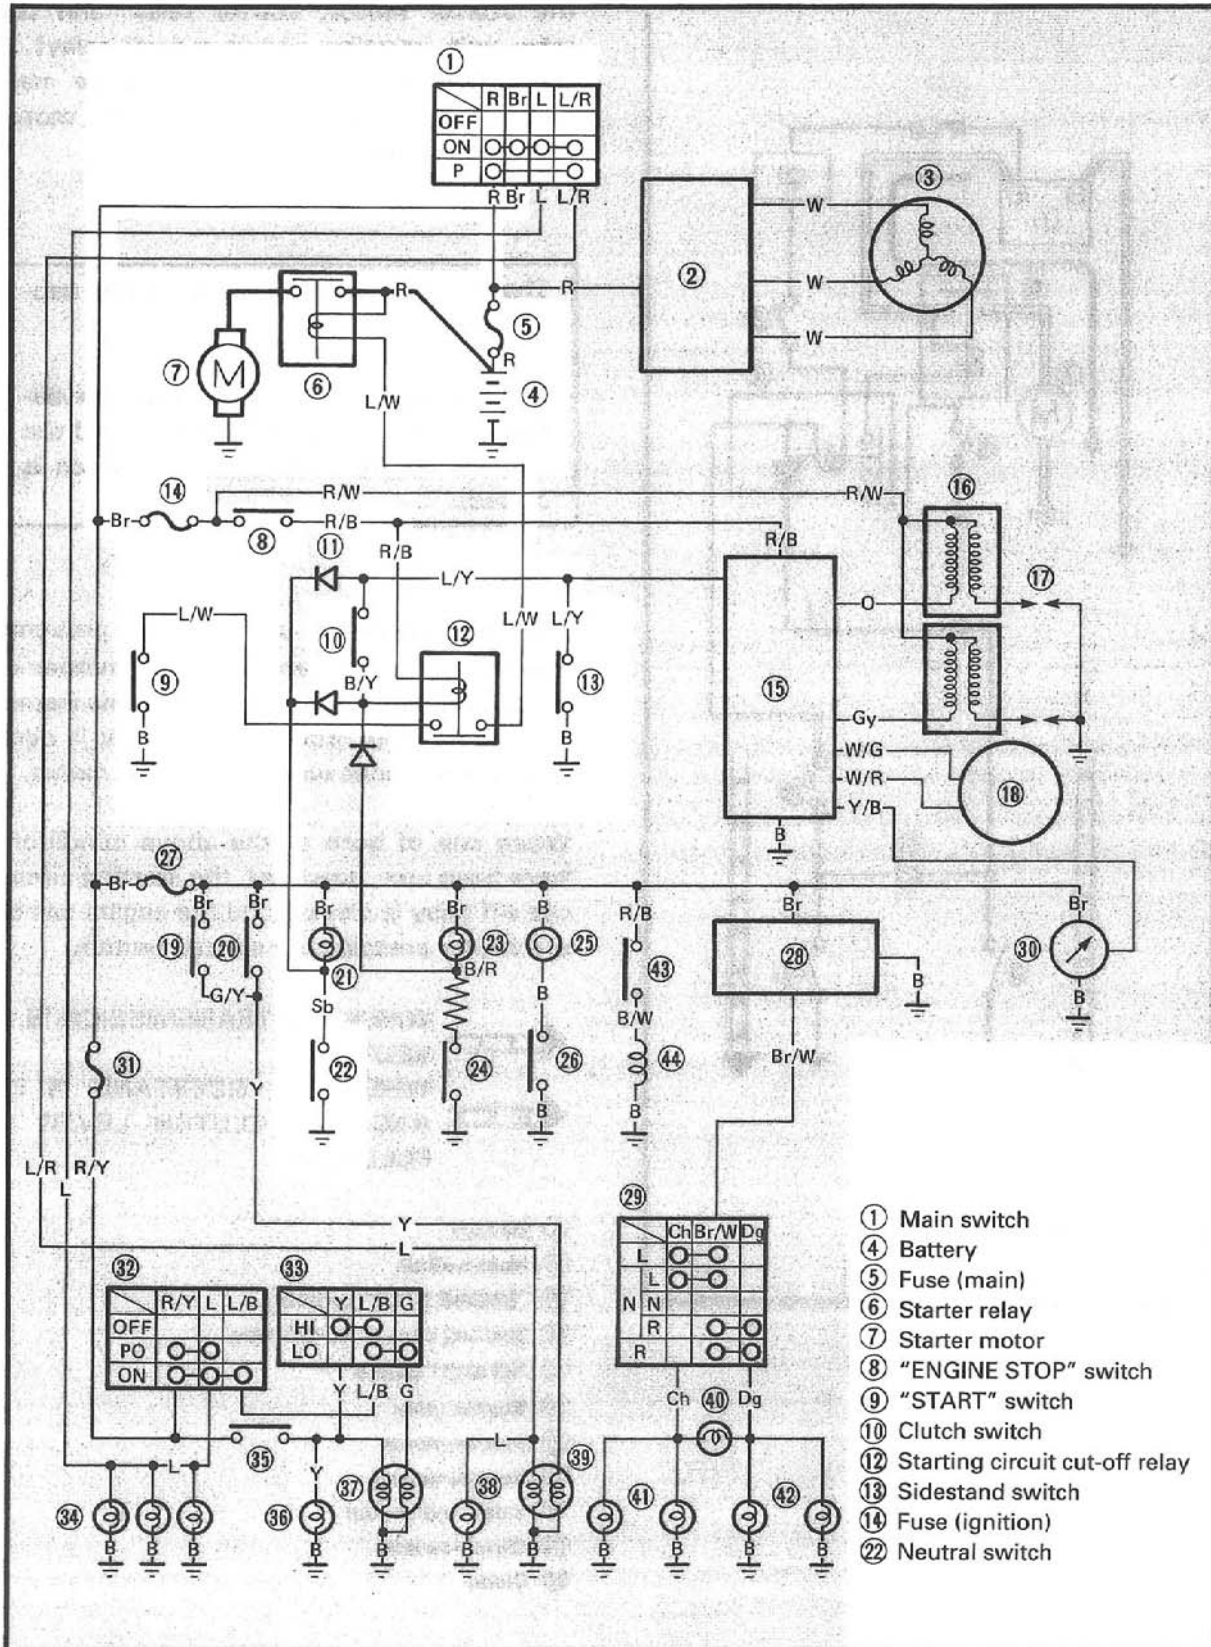 ①
R Br L L/R
OFF
ON
P
R Br L L/R
③
W
②
R
W
W
R
⑤
R
④
⑦ M
⑥
L/W
⑭
R/W
R/W
⑯
Br
⑧
R/B
R/B
R/B
⑪
L/Y
L/W
L/Y
L/W
⑩
⑫
⑬
O
⑰
⑨
B/Y
⑮
B
B
Gy
W/G
W/R
Y/B
⑱
B
㉗
Br
Br Br Br Br B R/B Br Br
⑲ ⑳ ㉑ ㉓ ㉕ ㊸ ㉘ ㉚
B/R
G/Y
Sb
B
B
B
B/W
㉛
Y
㉒
㉔
㉖
㊹
Br/W
B
B
L/R L R/Y
㉙
Y
L
Ch Br/W Dg
L
L
N N
R
R
㉜
R/Y L L/B
OFF
PO
ON
㉝
Y L/B G
HI
LO
Y L/B G
Ch ㊵ Dg
L
㉟
Y
L
㊴
㉞
㊱
㊲
㊳
㊶
㊷
B B B B B B B B B B B
① Main switch
④ Battery
⑤ Fuse (main)
⑥ Starter relay
⑦ Starter motor
⑧ “ENGINE STOP” switch
⑨ “START” switch
⑩ Clutch switch
⑫ Starting circuit cut-off relay
⑬ Sidestand switch
⑭ Fuse (ignition)
㉒ Neutral switch